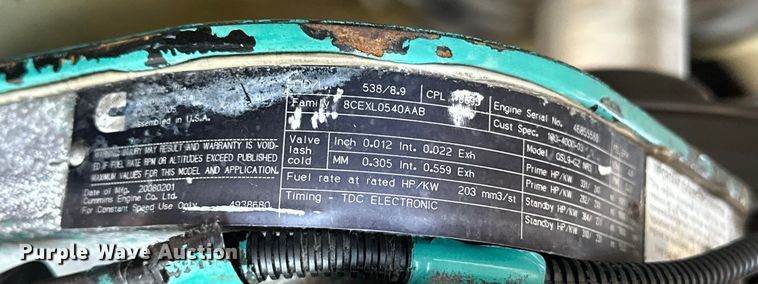 Assembled in U.S.A.
INJURY MAY RESULT AND WARRANTY IS VOID-
ED IF FUEL RATE RPM OR ALTITUDES EXCEED PUBLISHED
MAXIMUM VALUES FOR THIS MODEL AND APPLICATION.
Date of Mfg. 20080201
Cummins Engine Co. Ltd.
For Constant Speed Use Only 4938680
538/8.9 CPL
Family 8CEXL0540AAB
Valve lash cold
Inch 0.012 Int. 0.022 Exh
MM 0.305 Int. 0.559 Exh
Fuel rate at rated HP/KW 203 mm3/st
Timing - TDC ELECTRONIC
Engine Serial No.
Cust Spec.
Model QSL9-G2 NR3
Prime HP/KW
Prime HP/KW
Standby HP/KW
Standby HP/KW
Purple Wave Auction